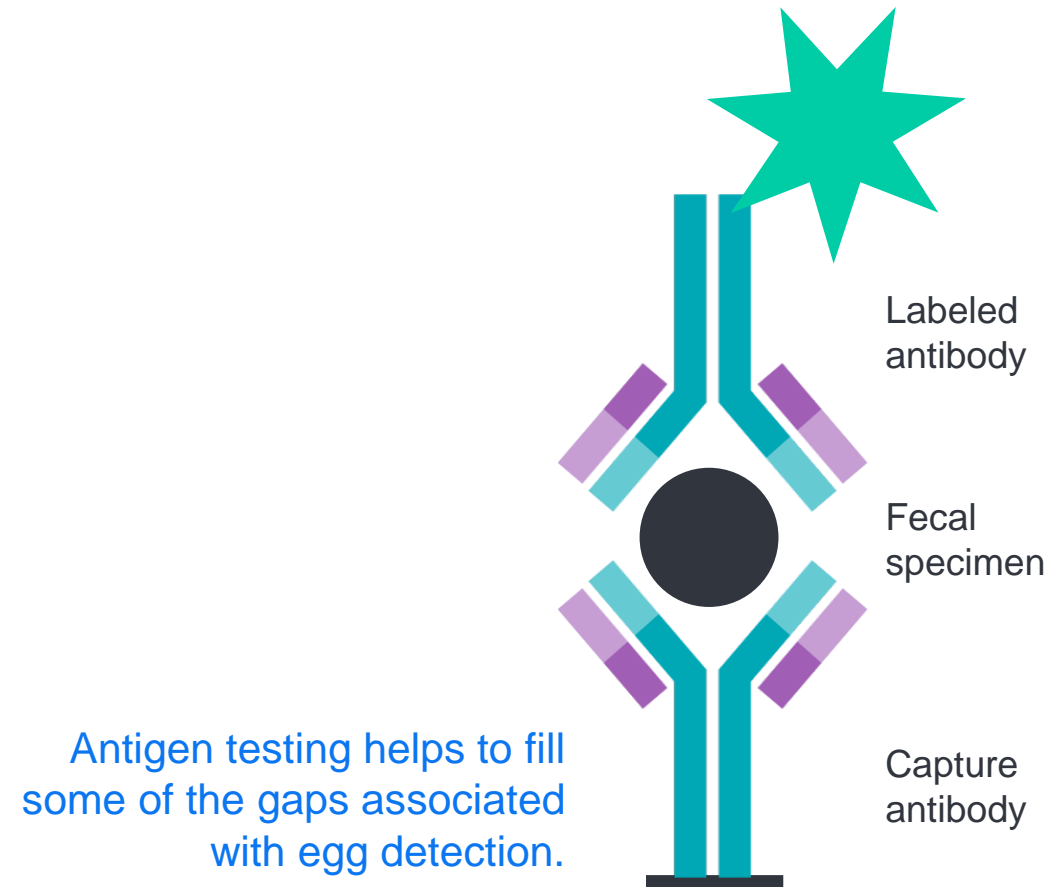 Labeled
antibody
Fecal
specimen
Antigen testing helps to fill
some of the gaps associated
with egg detection.
Capture
antibody